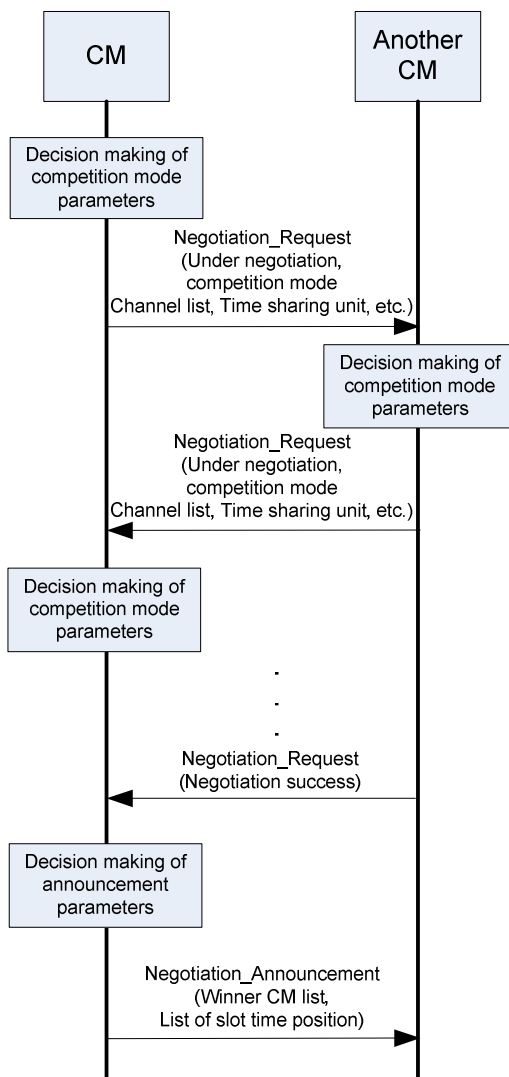 CM
Another
CM
Decision making of
competition mode
parameters
Negotiation_Request
(Under negotiation,
competition mode
Channel list, Time sharing unit, etc.)
Decision making of
competition mode
parameters
Negotiation_Request
(Under negotiation,
competition mode
Channel list, Time sharing unit, etc.)
Decision making of
competition mode
parameters
.
.
.
Negotiation_Request
(Negotiation success)
Decision making of
announcement
parameters
Negotiation_Announcement
(Winner CM list,
List of slot time position)